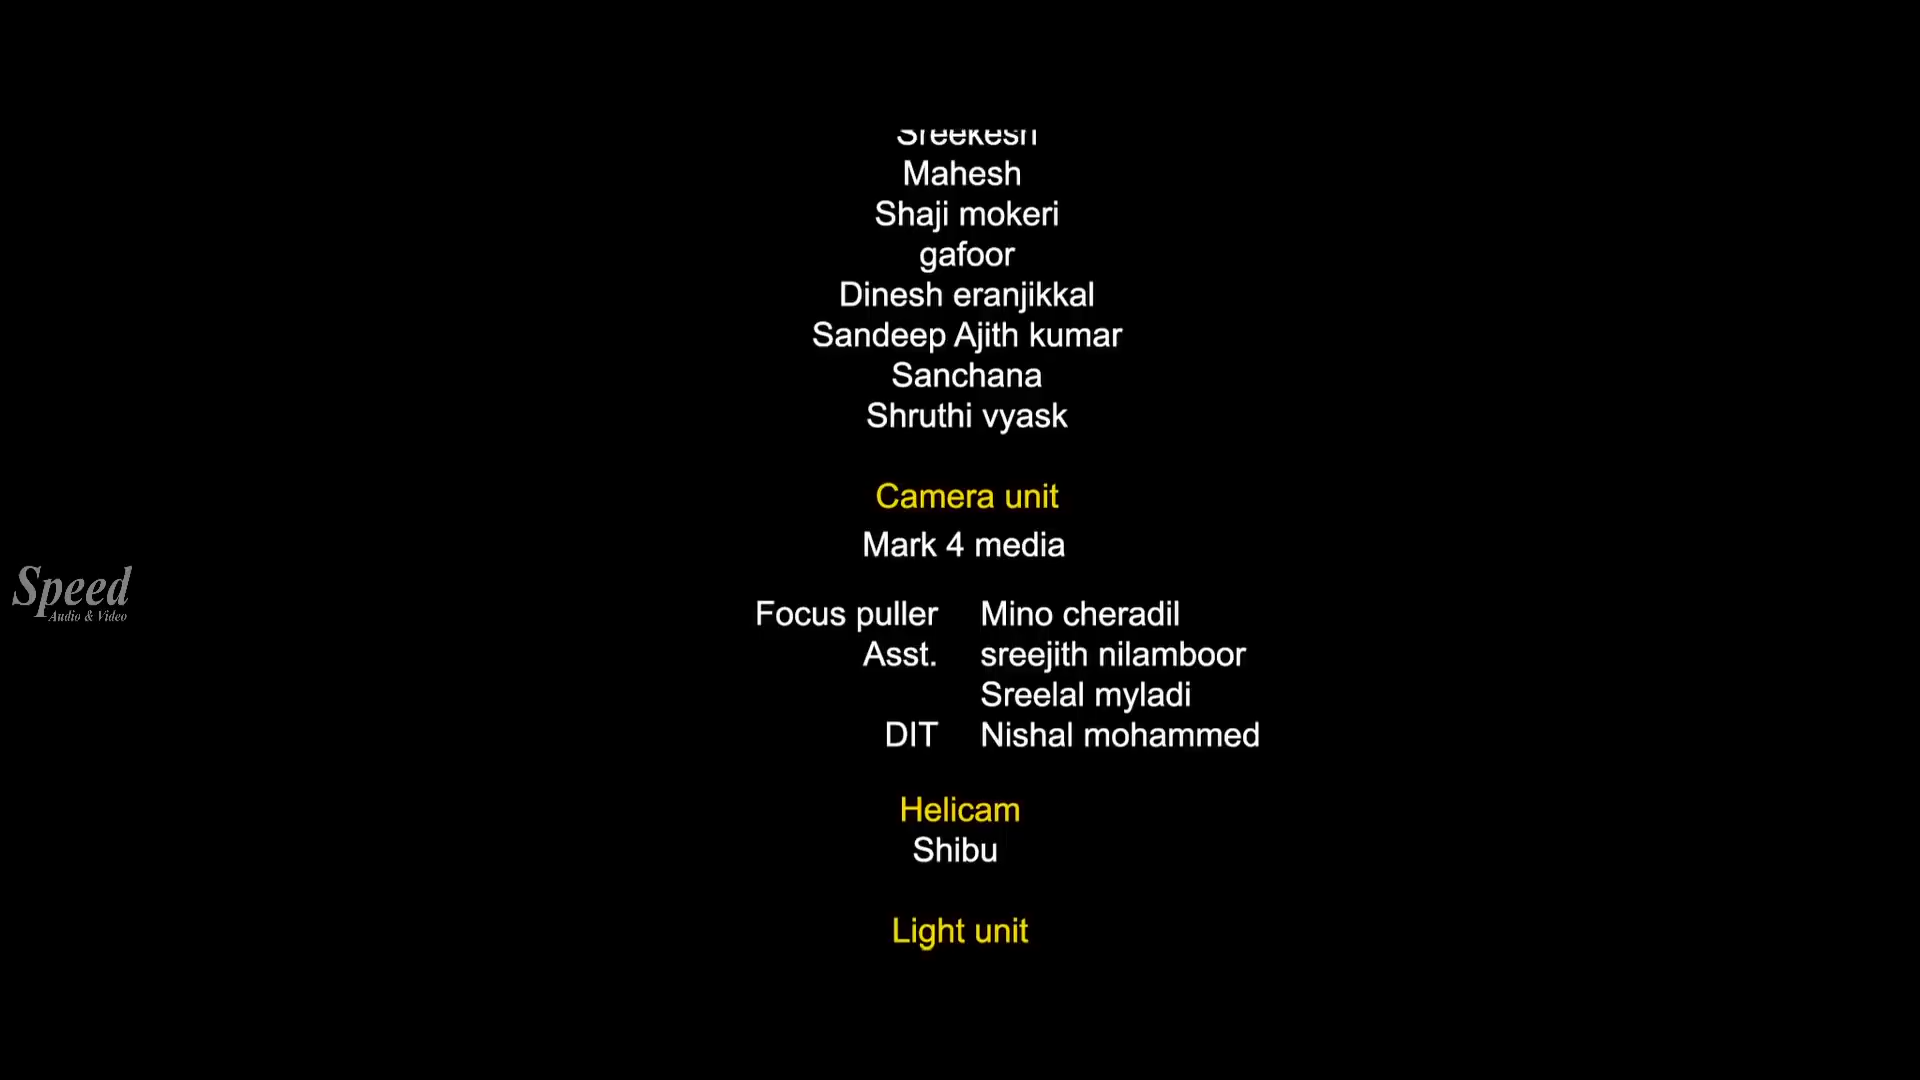 Sreekesh
Mahesh
Shaji mokeri
gafoor
Dinesh eranjikkal
Sandeep Ajith kumar
Sanchana
Shruthi vyask
Camera unit
Mark 4 media
Speed
Audio & Video
Focus puller Mino cheradil
Asst. sreejith nilamboor
Sreelal myladi
DIT Nishal mohammed
Helicam
Shibu
Light unit